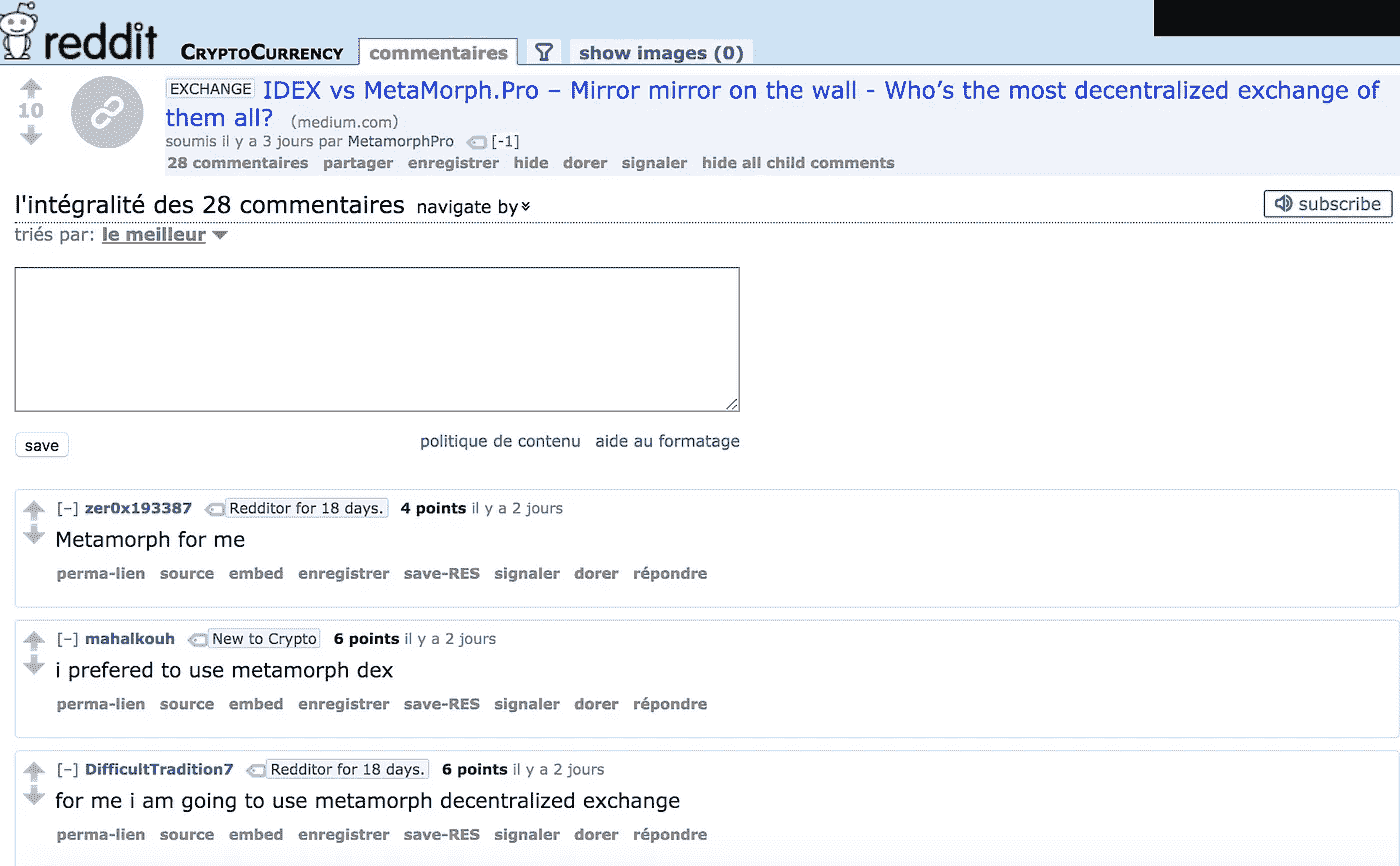 reddit CRYPTOCURRENCY commentaires show images (0)
EXCHANGE IDEX vs MetaMorph.Pro – Mirror mirror on the wall - Who’s the most decentralized exchange of
10
them all? (medium.com)
soumis il y a 3 jours par MetamorphPro [-1]
28 commentaires partager enregistrer hide dorer signaler hide all child comments
l'intégralité des 28 commentaires navigate by
subscribe
triés par: le meilleur
save
politique de contenu aide au formatage
[–] zer0x193387 Redditor for 18 days. 4 points il y a 2 jours
Metamorph for me
perma-lien source embed enregistrer save-RES signaler dorer répondre
[–] mahalkouh New to Crypto 6 points il y a 2 jours
i prefered to use metamorph dex
perma-lien source embed enregistrer save-RES signaler dorer répondre
[–] DifficultTradition7 Redditor for 18 days. 6 points il y a 2 jours
for me i am going to use metamorph decentralized exchange
perma-lien source embed enregistrer save-RES signaler dorer répondre